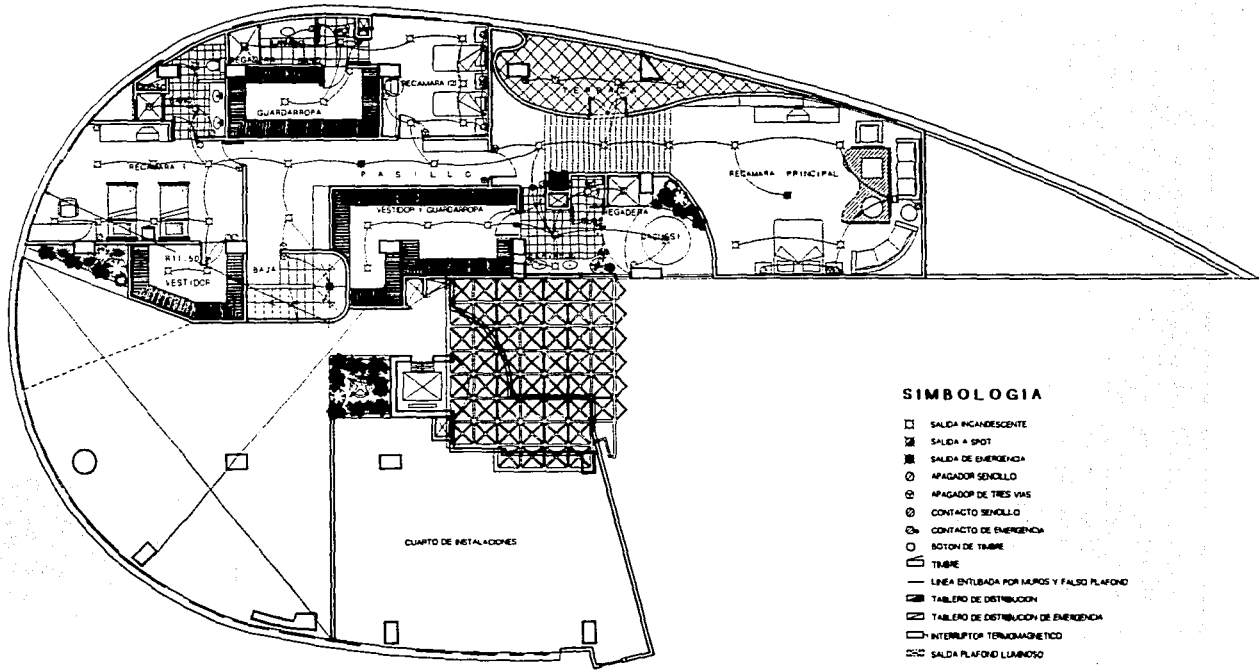 RECAMARA (2)
TERRAZA
GUARDARROPA
RECAMARA 1
PASILLO
RECAMARA PRINCIPAL
VESTIDOR Y GUARDARROPA
REGADERA
JACUSSI
BAJA
VESTIDOR
CUARTO DE INSTALACIONES
SIMBOLOGIA
SALIDA INCANDESCENTE
SALIDA A SPOT
SALIDA DE EMERGENCIA
APAGADOR SENCILLO
APAGADOR DE TRES VIAS
CONTACTO SENCILLO
CONTACTO DE EMERGENCIA
BOTON DE TIMBRE
TIMBRE
LINEA ENTUBADA POR MUROS Y FALSO PLAFOND
TABLERO DE DISTRIBUCION
TABLERO DE DISTRIBUCION DE EMERGENCIA
INTERRUPTOR TERMOMAGNETICO
SALIDA PLAFOND LUMINOSO